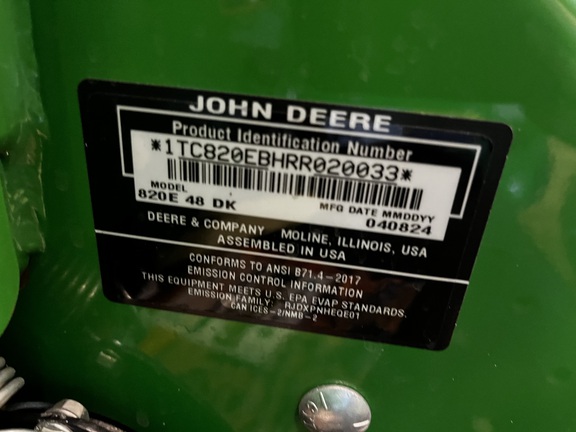 JOHN DEERE
Product Identification Number
*1TC820EBHRR020033*
MODEL
820E 48 DK
MFG DATE MMDDYY
040824
DEERE & COMPANY MOLINE, ILLINOIS, USA
ASSEMBLED IN USA
CONFORMS TO ANSI B71.4-2017
EMISSION CONTROL INFORMATION
THIS EQUIPMENT MEETS U.S. EPA EVAP STANDARDS.
EMISSION FAMILY - RJDXPNHEQE01
CAN ICES-2/NMB-2